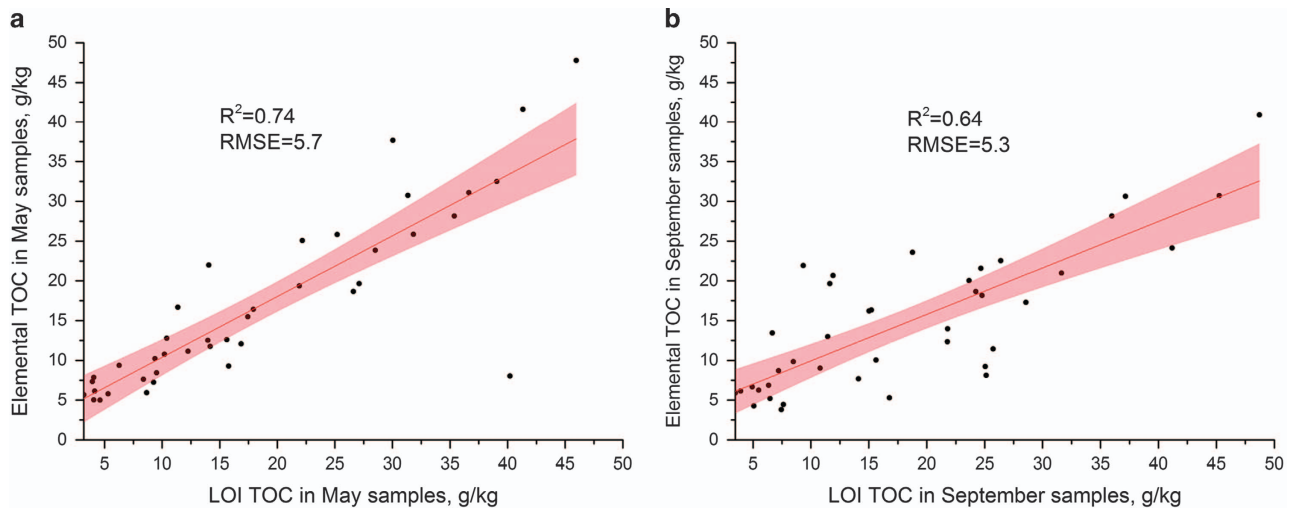 a
Elemental TOC in May samples, g/kg
50
45
40
35
30
25
20
15
10
5
0
R²=0.74
RMSE=5.7
5 10 15 20 25 30 35 40 45 50
LOI TOC in May samples, g/kg
b
Elemental TOC in September samples, g/kg
50
45
40
35
30
25
20
15
10
5
0
R²=0.64
RMSE=5.3
5 10 15 20 25 30 35 40 45 50
LOI TOC in September samples, g/kg